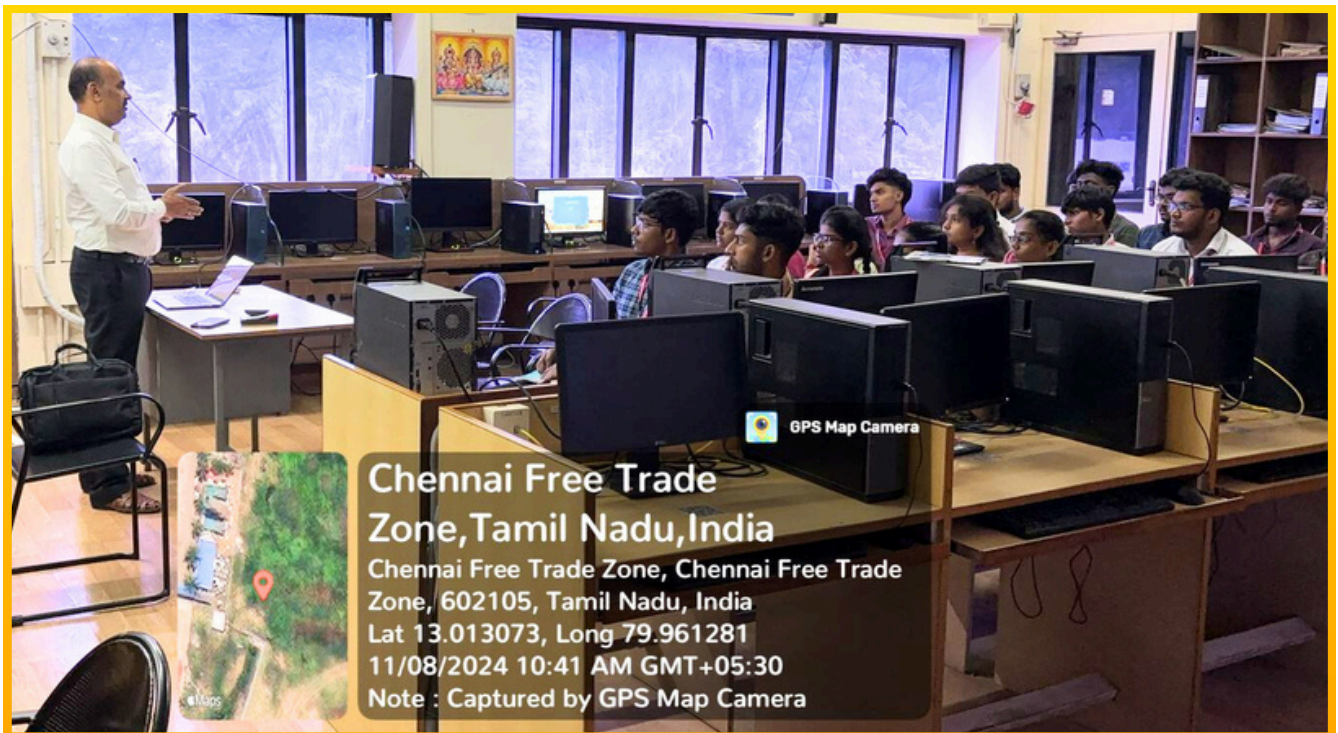 GPS Map Camera
Chennai Free Trade
Zone,Tamil Nadu,India
Chennai Free Trade Zone, Chennai Free Trade
Zone, 602105, Tamil Nadu, India
Lat 13.013073, Long 79.961281
11/08/2024 10:41 AM GMT+05:30
Note : Captured by GPS Map Camera
Maps